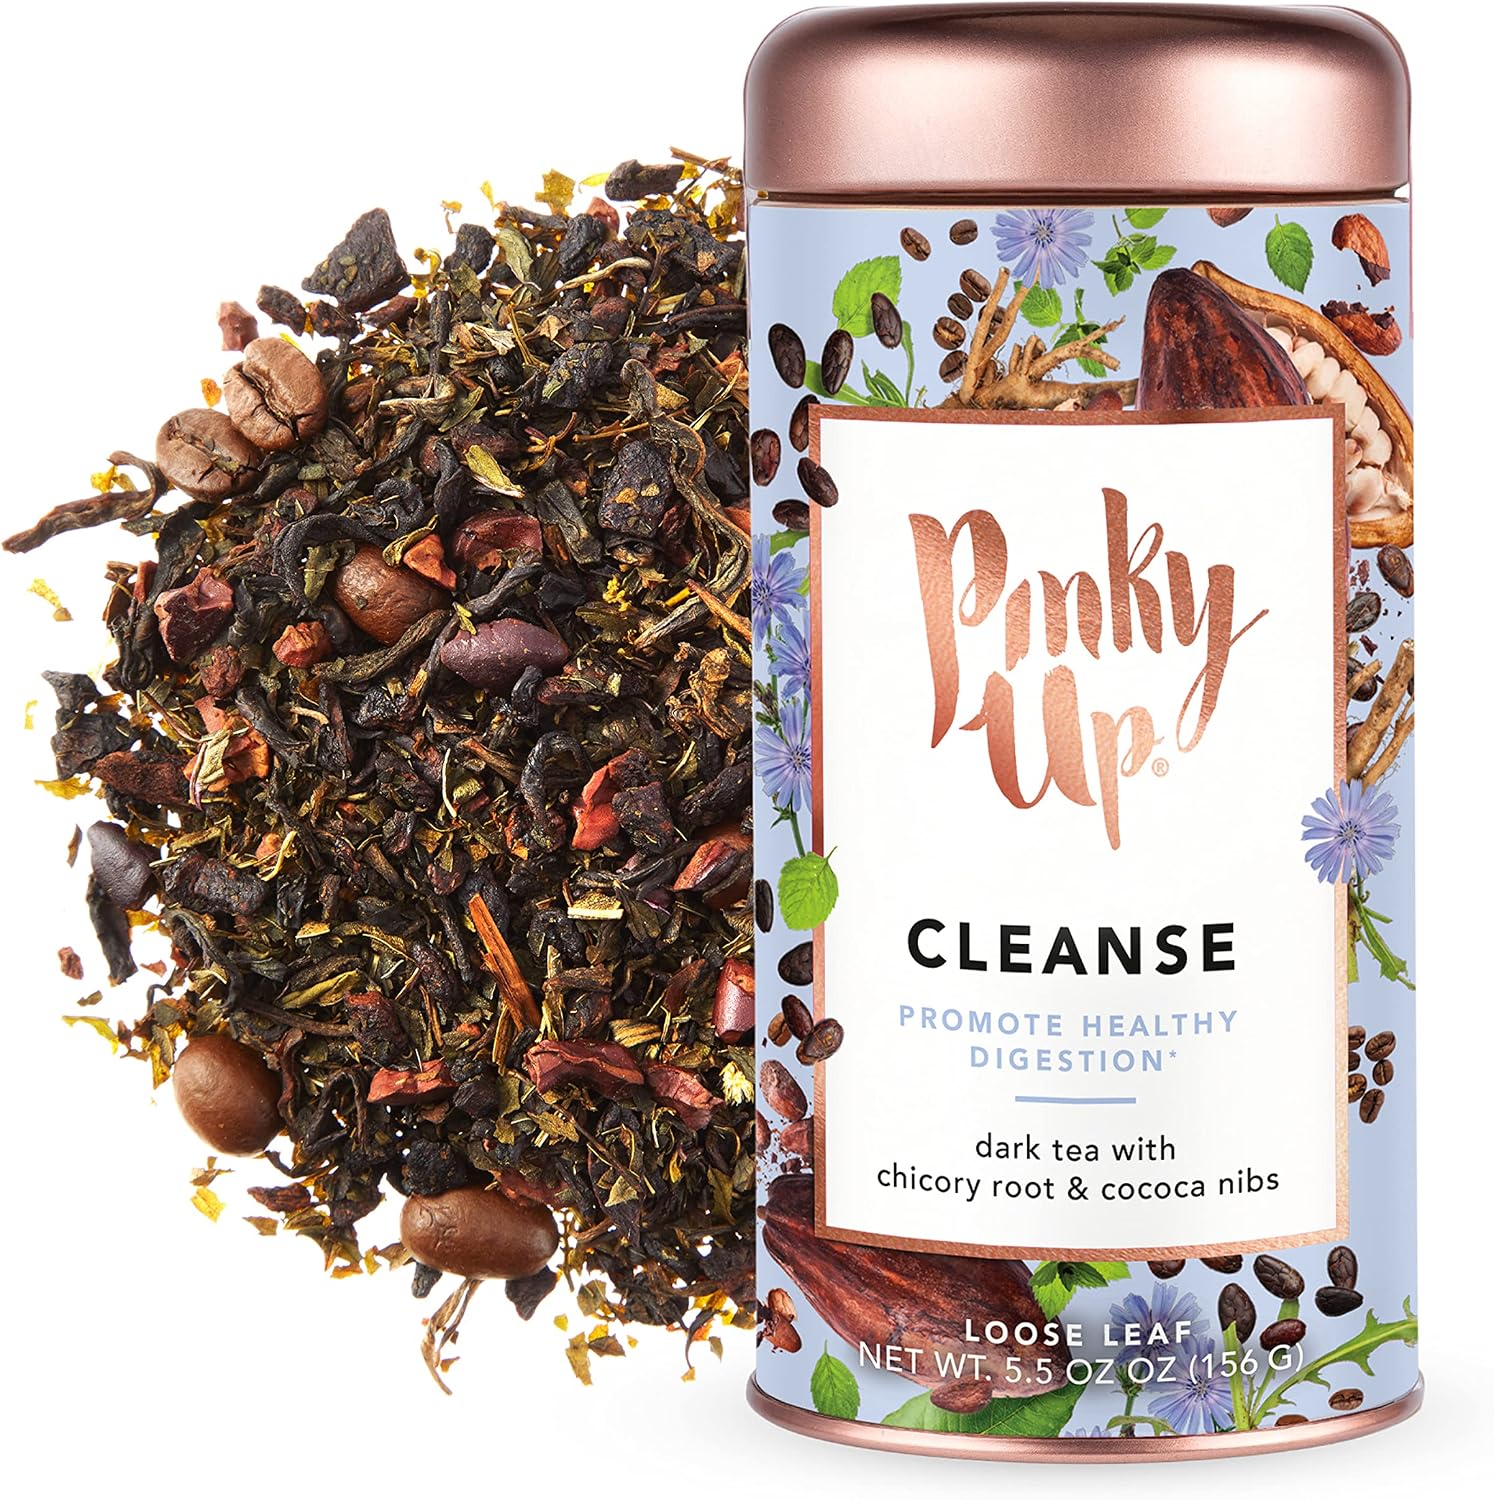 Pinky
Up®
CLEANSE
PROMOTE HEALTHY
DIGESTION*
dark tea with
chicory root & cococa nibs
LOOSE LEAF
NET WT. 5.5 OZ OZ (156 G)